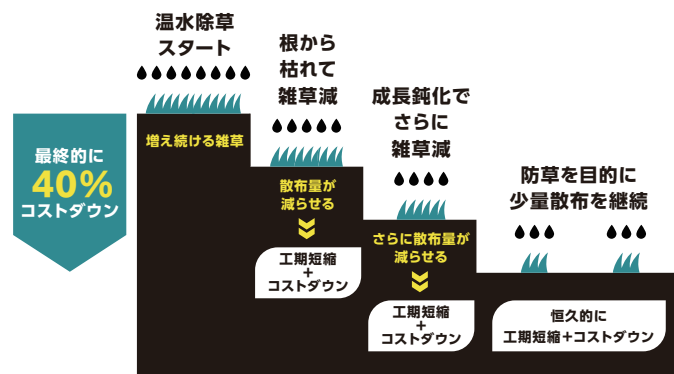 温水除草
スタート
増え続ける雑草
最終的に
40%
コストダウン
根から
枯れて
雑草減
散布量が
減らせる
工期短縮
+
コストダウン
成長鈍化で
さらに
雑草減
さらに散布量が
減らせる
工期短縮
+
コストダウン
防草を目的に
少量散布を継続
恒久的に
工期短縮+コストダウン